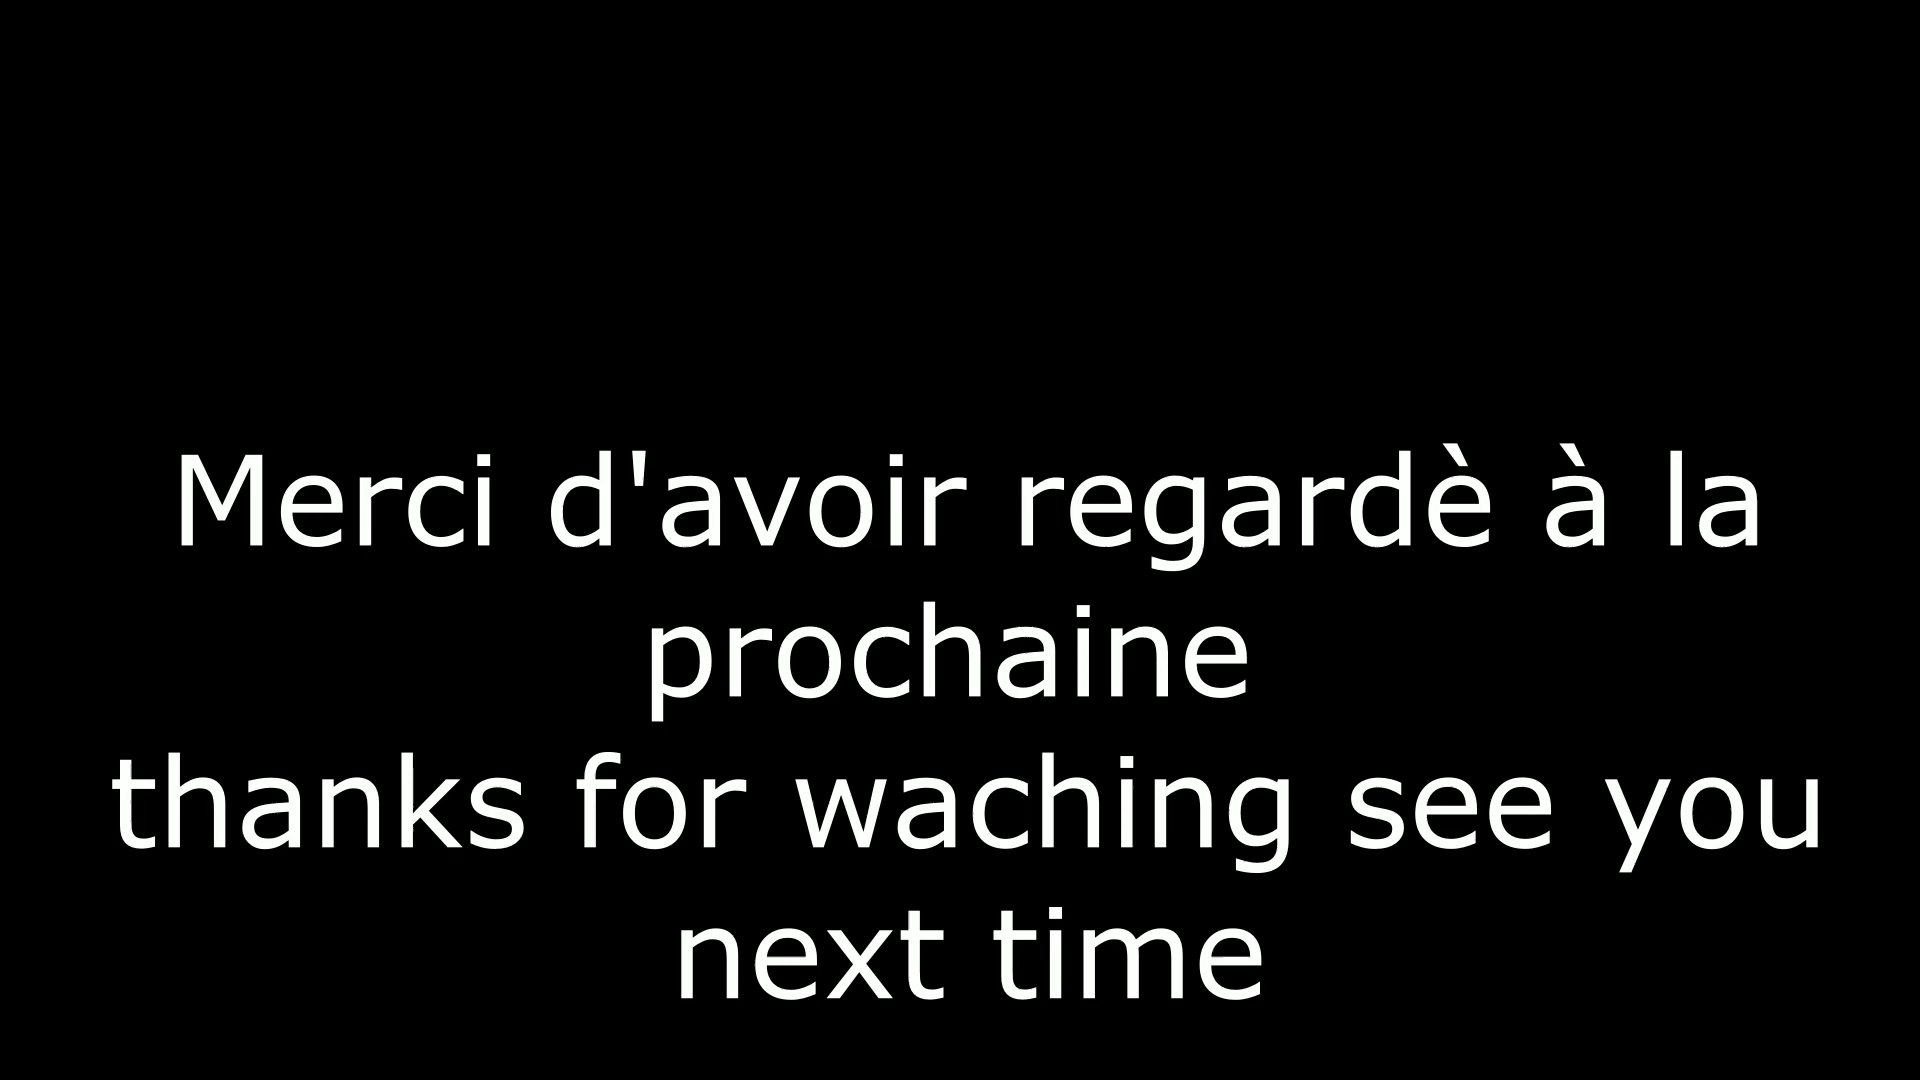 Merci d'avoir regardè à la
prochaine
thanks for waching see you
next time